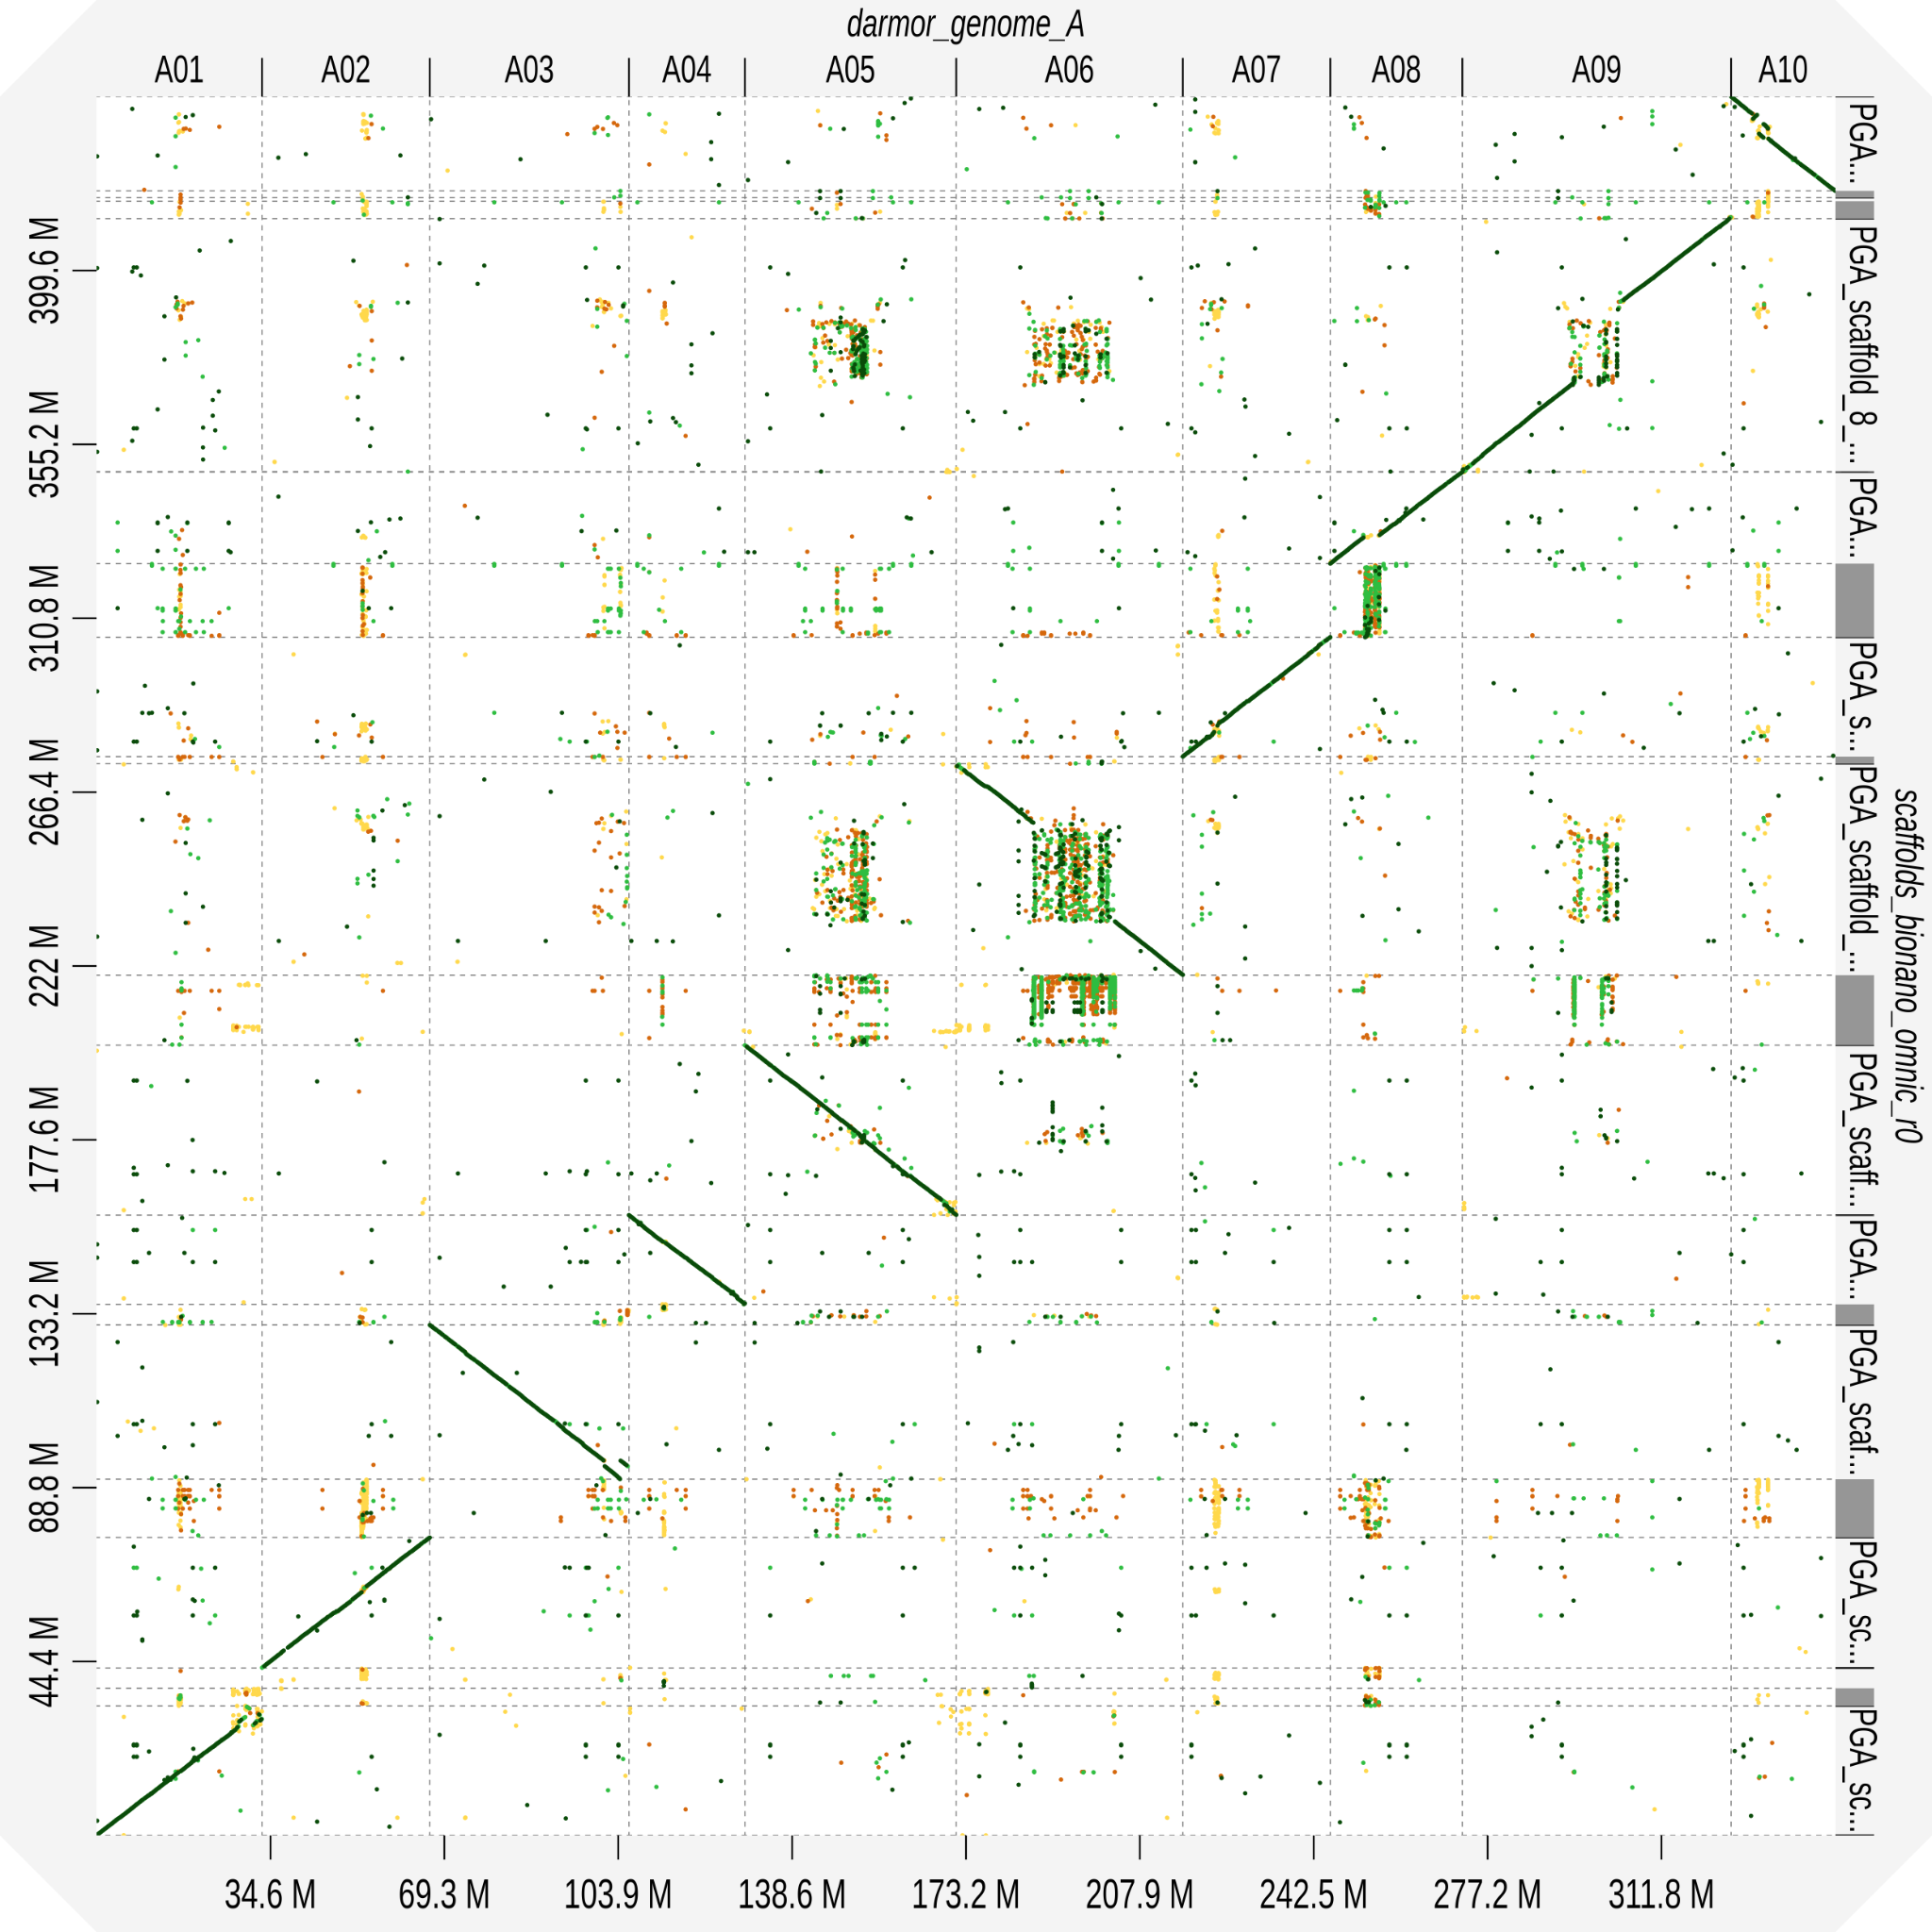 darmor_genome_A
A01 A02 A03 A04 A05 A06 A07 A08 A09 A10
399.6 M
355.2 M
310.8 M
266.4 M
222 M
177.6 M
133.2 M
88.8 M
44.4 M
PGA...
PGA_scaffold_8_...
PGA...
PGA_s...
PGA_scaffold_...
PGA_scaff...
PGA...
PGA_scaf...
PGA_sc...
PGA_sc...
scaffolds_bionano_omnic_r0
34.6 M 69.3 M 103.9 M 138.6 M 173.2 M 207.9 M 242.5 M 277.2 M 311.8 M